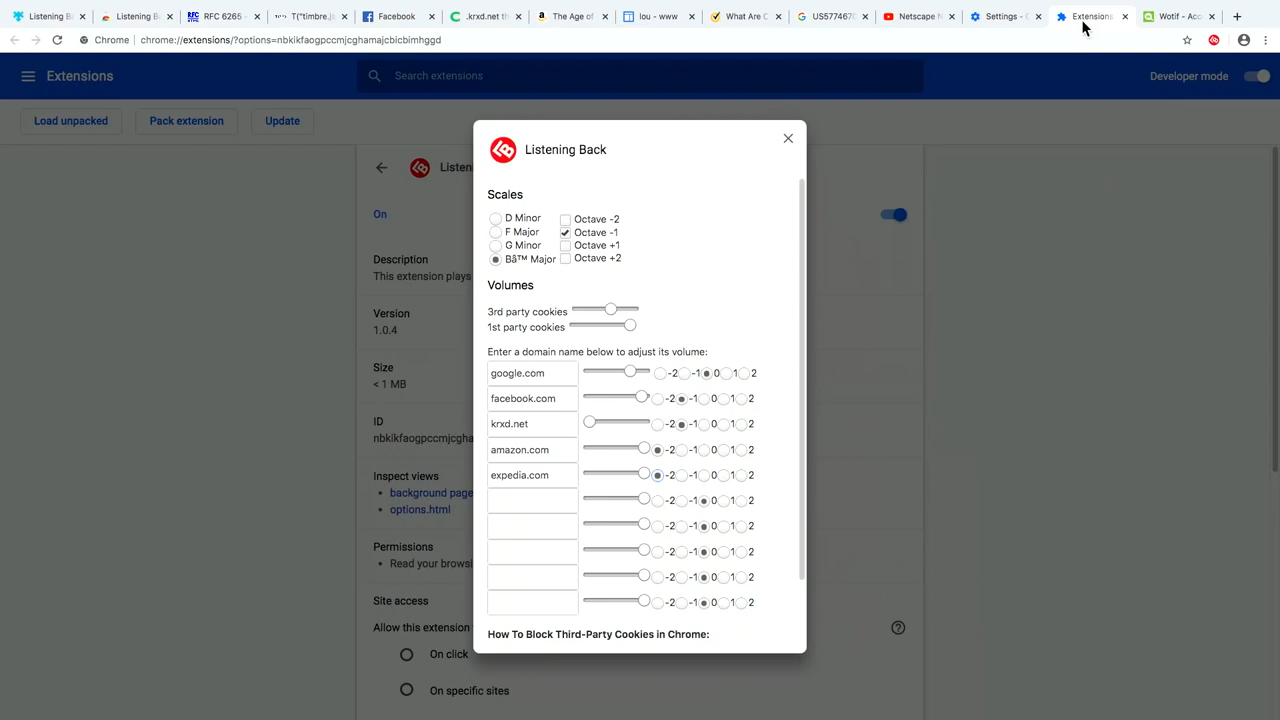 Listening B
Listening B
RFC RFC 6265 -
T("timbre.j
Facebook
.krxd.net th
The Age of
lou - www
What Are C
US577467
Netscape N
Settings - C
Extensions
Wotif - Acc
Chrome | chrome://extensions/?options=nbkikfaogpccmjcghamajcbicbimhggd
Extensions
Search extensions
Developer mode
Load unpacked
Pack extension
Update
Listen
On
Description
This extension plays
Version
1.0.4
Size
< 1 MB
ID
nbkikfaogpccmjcgha
Inspect views
• background page
• options.html
Permissions
• Read your browsi
Site access
Allow this extension
On click
On specific sites
Listening Back
Scales
D Minor Octave -2
F Major Octave -1
G Minor Octave +1
Bâ™ Major Octave +2
Volumes
3rd party cookies
1st party cookies
Enter a domain name below to adjust its volume:
google.com -2 -1 0 1 2
facebook.com -2 -1 0 1 2
krxd.net -2 -1 0 1 2
amazon.com -2 -1 0 1 2
expedia.com -2 -1 0 1 2
-2 -1 0 1 2
-2 -1 0 1 2
-2 -1 0 1 2
-2 -1 0 1 2
-2 -1 0 1 2
How To Block Third-Party Cookies in Chrome: